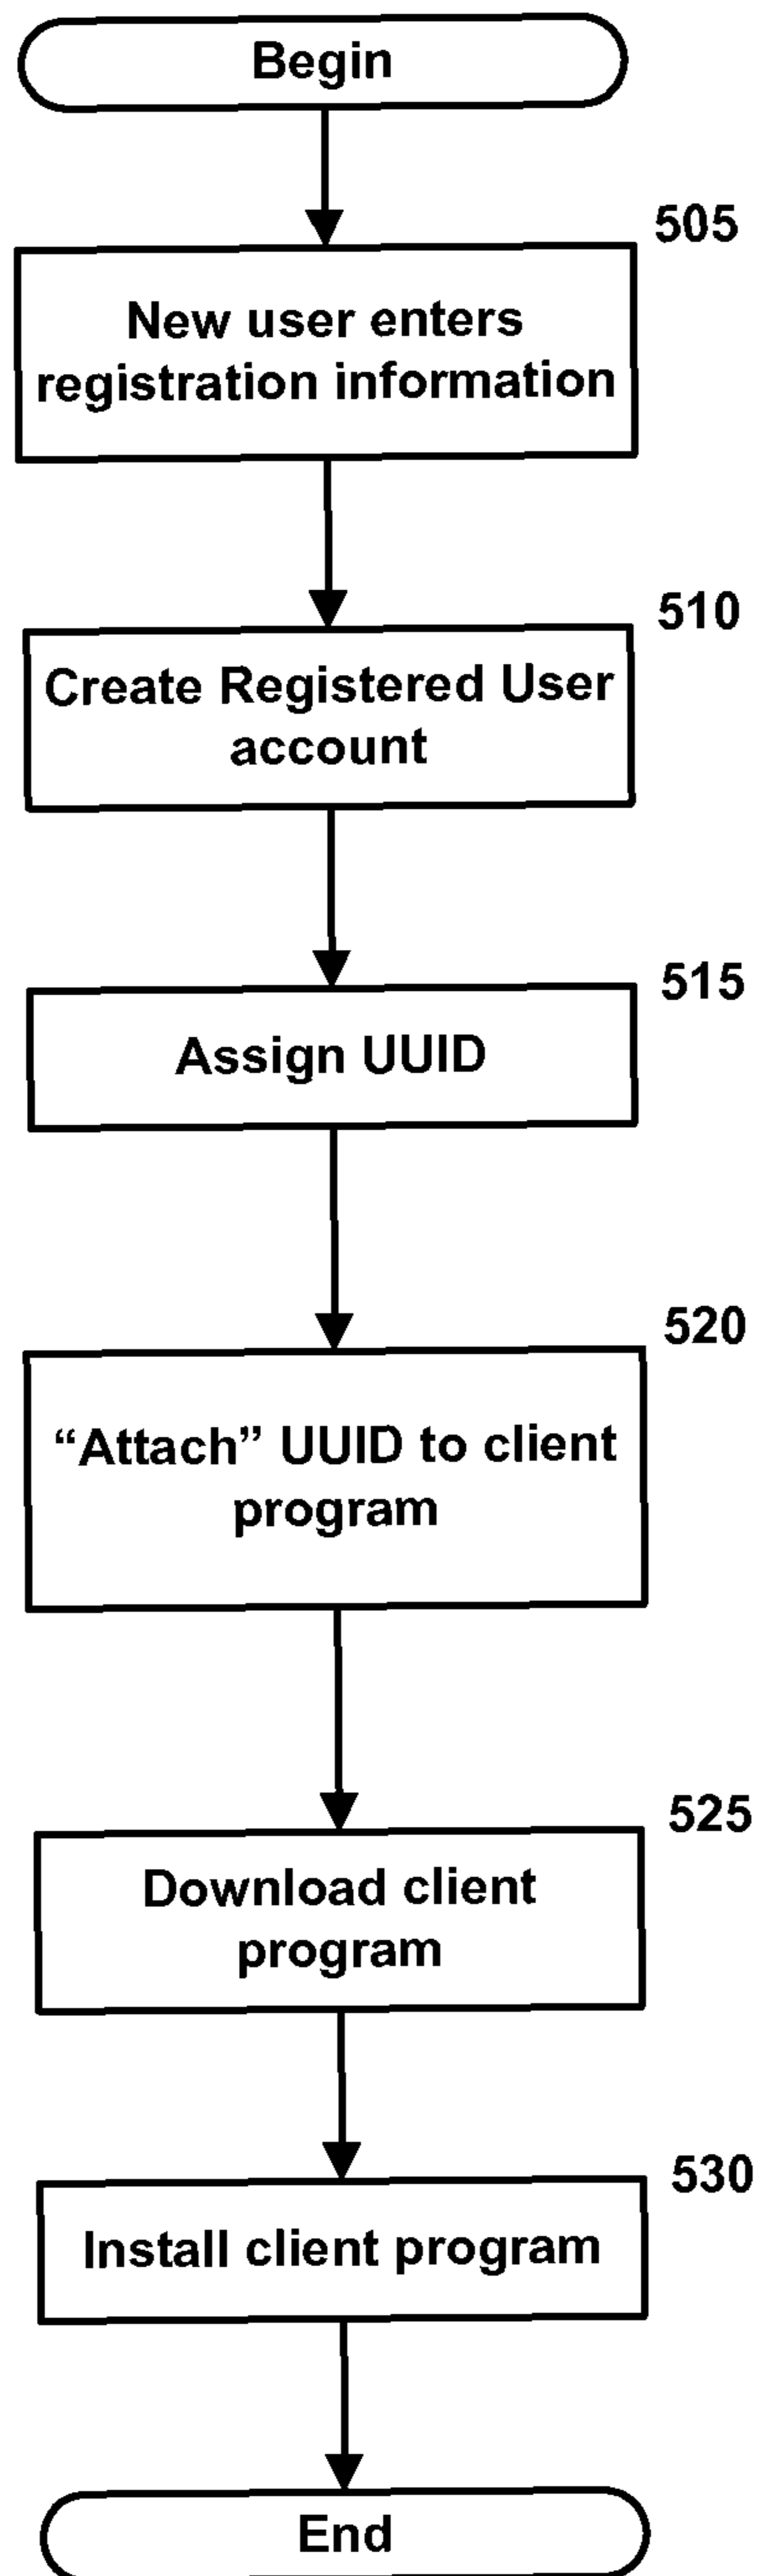 Begin
505
New user enters
registration information
510
Create Registered User
account
515
Assign UUID
520
“Attach” UUID to client
program
525
Download client
program
530
Install client program
End